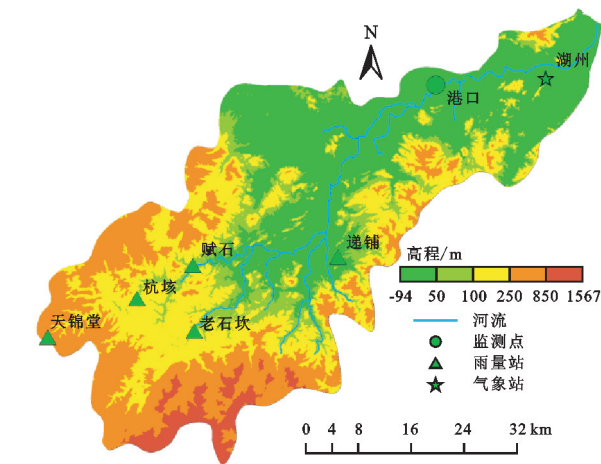 N
湖州
港口
赋石
递铺
高程/m
-94 50 100 250 850 1567
杭垓
河流
天锦堂
老石坎
监测点
雨量站
气象站
0 4 8 16 24 32 km